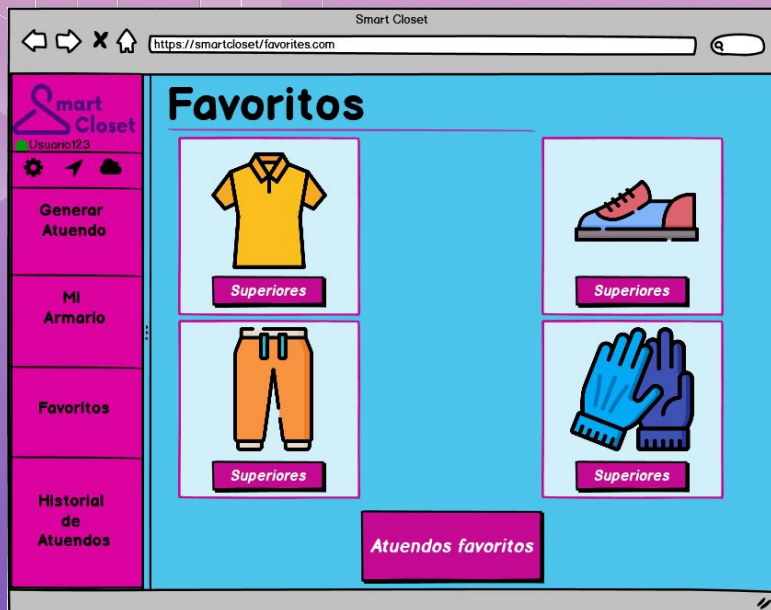 Smart Closet
https://smartcloset/favorites.com
Smart
Closet
Usuario123
Generar
Atuendo
Mi
Armario
Favoritos
Historial
de
Atuendos
Favoritos
Superiores
Superiores
Superiores
Superiores
Atuendos favoritos